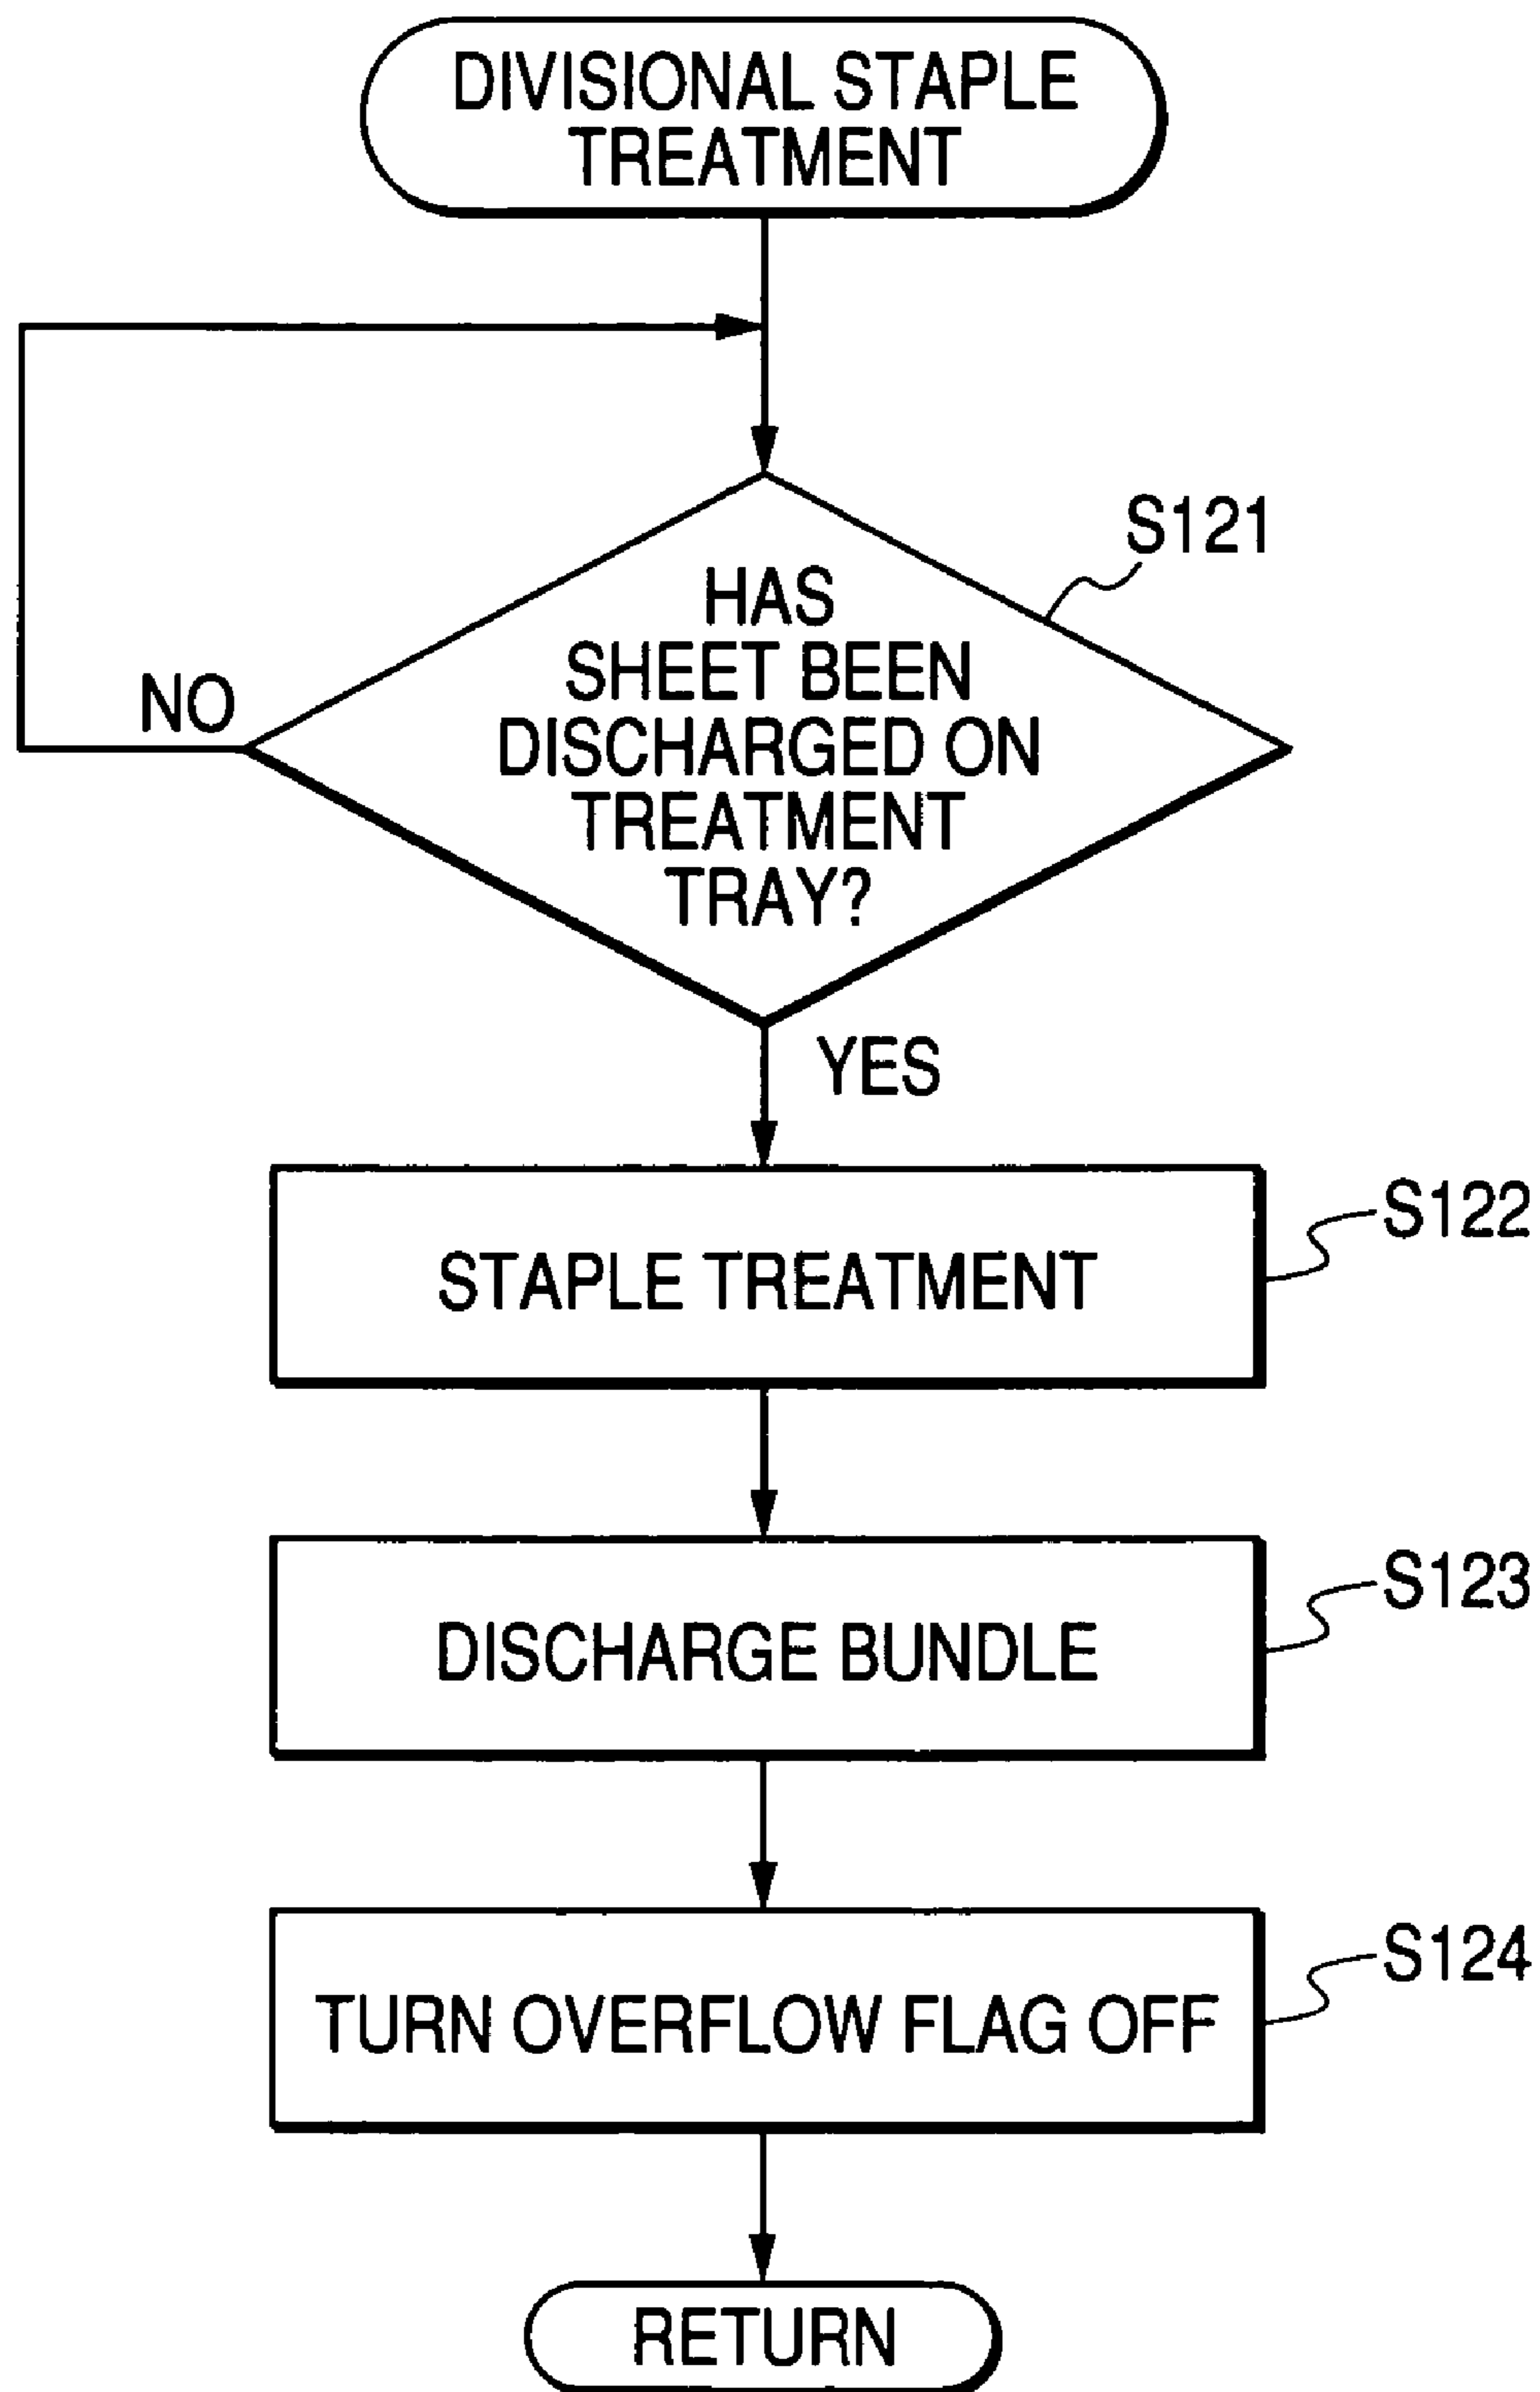 DIVISIONAL STAPLE
TREATMENT
S121
HAS
SHEET BEEN
DISCHARGED ON
TREATMENT
TRAY?
NO
YES
S122
STAPLE TREATMENT
S123
DISCHARGE BUNDLE
S124
TURN OVERFLOW FLAG OFF
RETURN